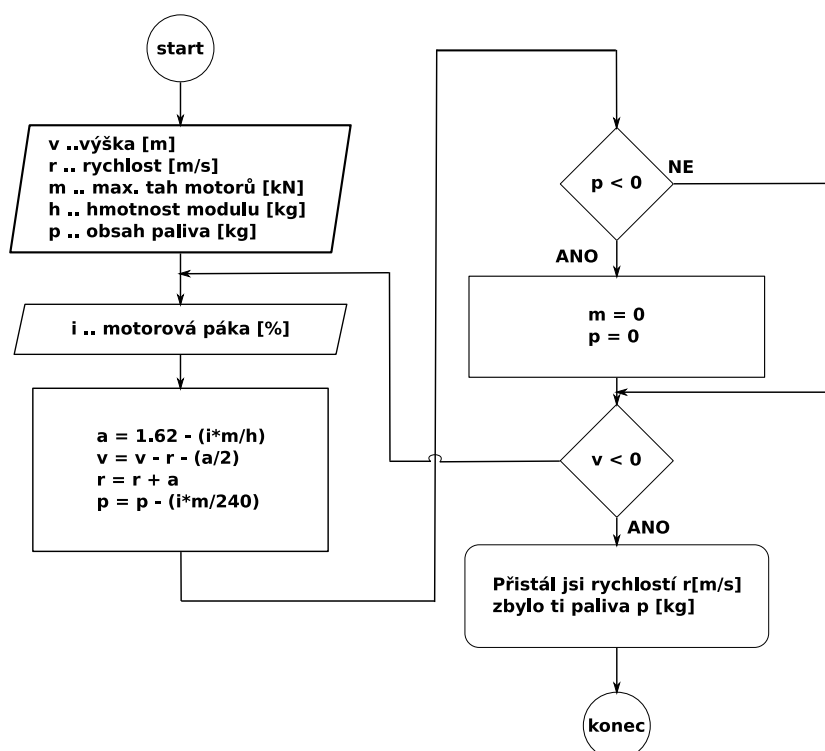 start
v ..výška [m]
r .. rychlost [m/s]
m .. max. tah motorů [kN]
h .. hmotnost modulu [kg]
p .. obsah paliva [kg]
i .. motorová páka [%]
a = 1.62 - (i*m/h)
v = v - r - (a/2)
r = r + a
p = p - (i*m/240)
p < 0
NE
ANO
m = 0
p = 0
v < 0
ANO
Přistál jsi rychlostí r[m/s]
zbylo ti paliva p [kg]
konec